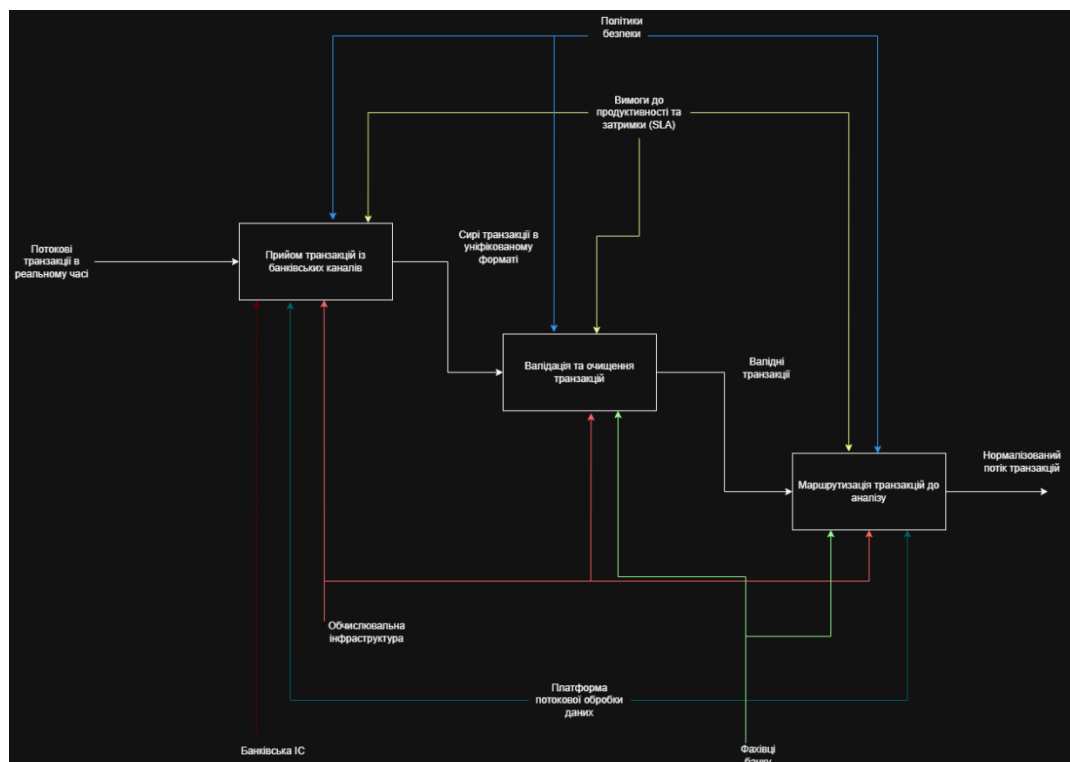 Політики
безпеки
Вимоги до
продуктивності та
затримки (SLA)
Потокові
транзакції в
реальному часі
Прийом транзакцій із
банківських каналів
Сирі транзакції в
уніфікованому
форматі
Валідація та очищення
транзакцій
Валідні
транзакції
Маршрутизація транзакцій до
аналізу
Нормалізований
потік транзакцій
Обчислювальна
інфраструктура
Платформа
потокової обробки
даних
Банківська ІС
Фахівці
банку